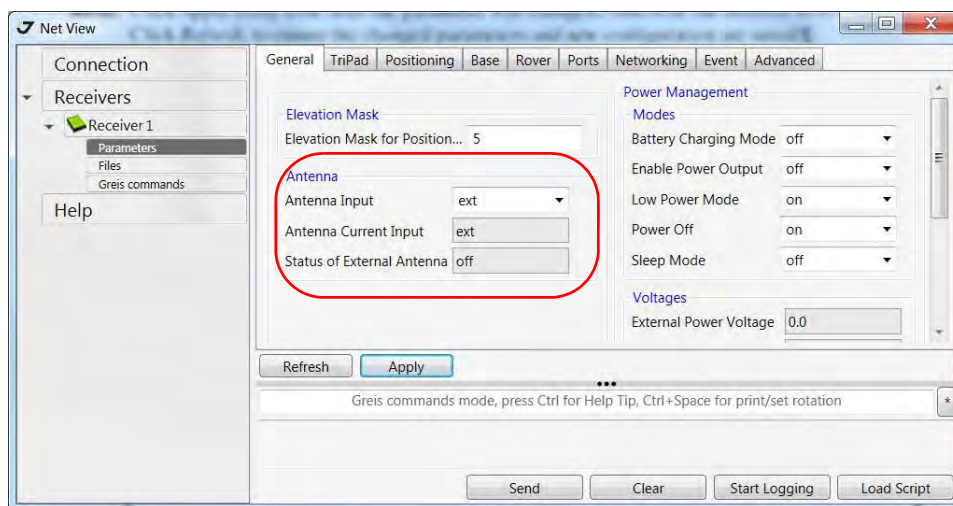 Net View
Connection
Receivers
Receiver 1
Parameters
Files
Greis commands
Help
General TriPad Positioning Base Rover Ports Networking Event Advanced
Elevation Mask
Elevation Mask for Position... 5
Antenna
Antenna Input ext
Antenna Current Input ext
Status of External Antenna off
Power Management
Modes
Battery Charging Mode off
Enable Power Output off
Low Power Mode on
Power Off on
Sleep Mode off
Voltages
External Power Voltage 0.0
Refresh Apply
Greis commands mode, press Ctrl for Help Tip, Ctrl+Space for print/set rotation *
Send Clear Start Logging Load Script